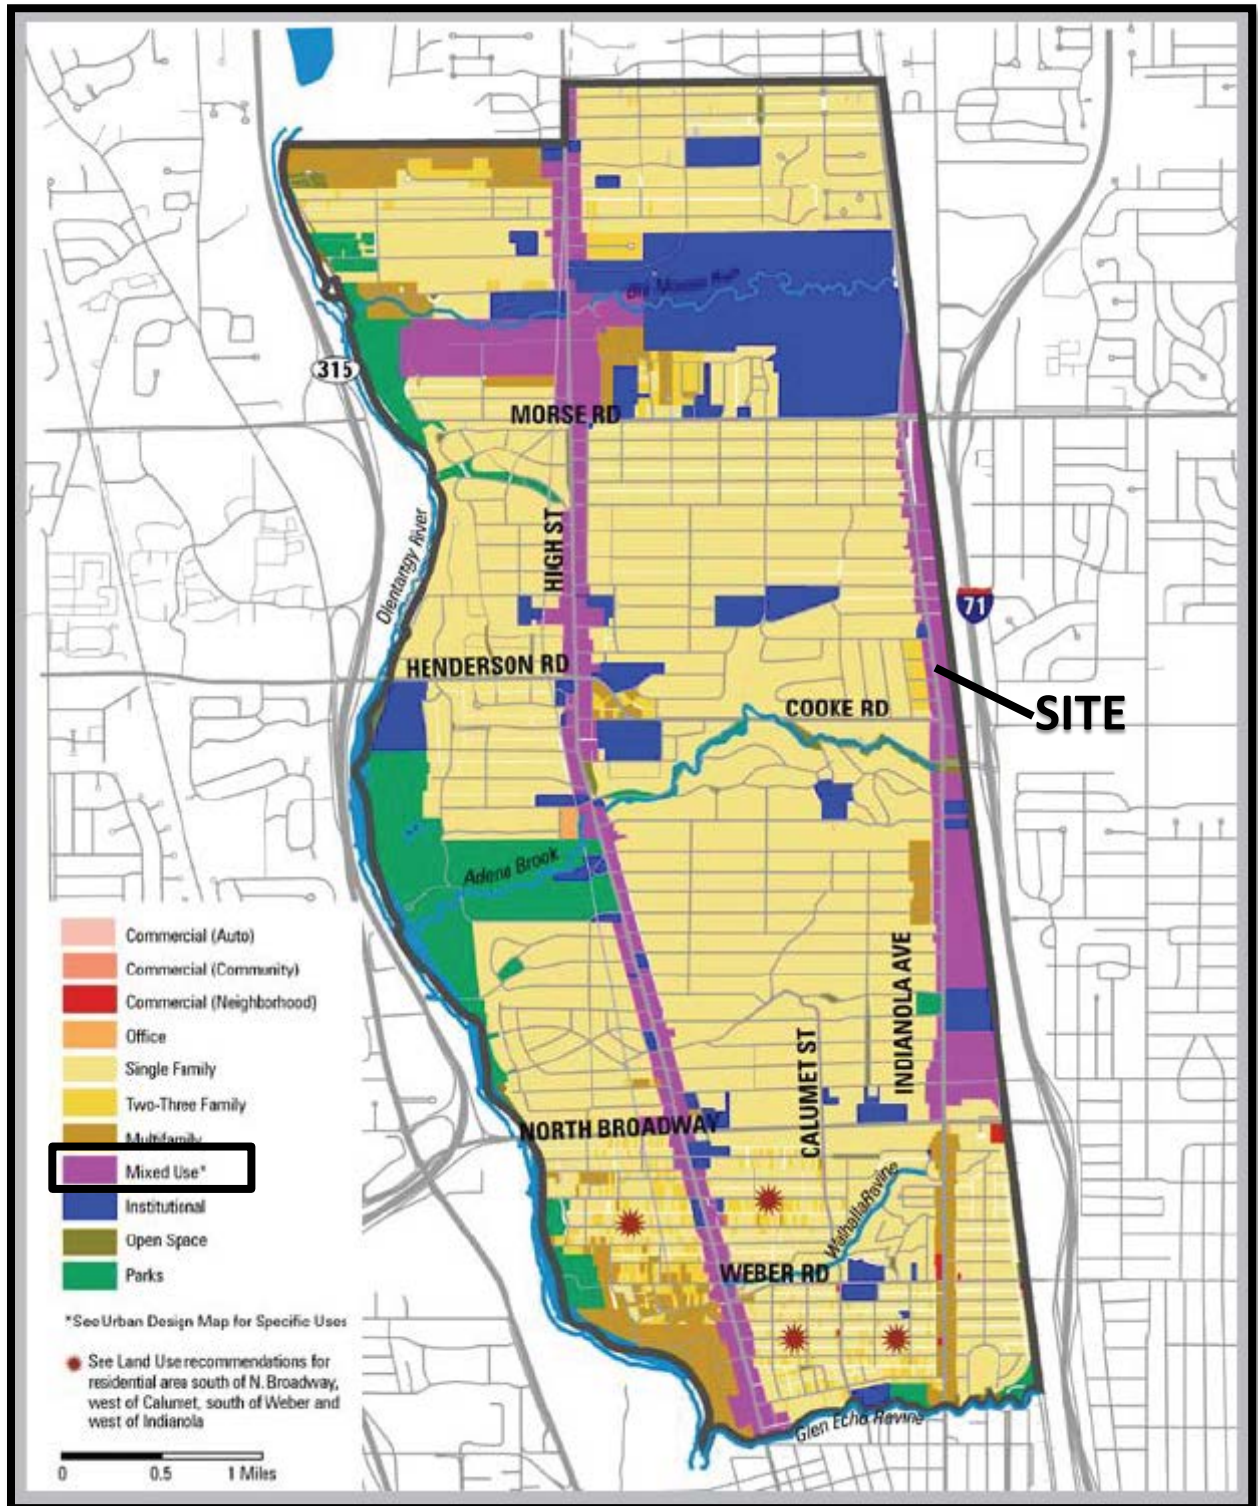 Big Masons Run
315
MORSE RD
HIGH ST
Olentangy River
71
HENDERSON RD
COOKE RD
SITE
Adena Brook
INDIANOLA AVE
CALUMET ST
NORTH BROADWAY
Walhalla Ravine
WEBER RD
Glen Echo Ravine
Commercial (Auto)
Commercial (Community)
Commercial (Neighborhood)
Office
Single Family
Two-Three Family
Multifamily
Mixed Use*
Institutional
Open Space
Parks
*See Urban Design Map for Specific Uses
See Land Use recommendations for
residential area south of N. Broadway,
west of Calumet, south of Weber and
west of Indianola
0 0.5 1 Miles